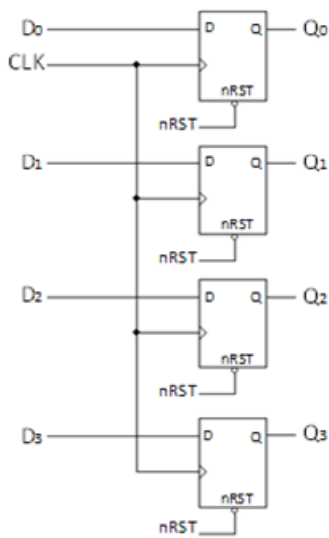 D₀ D Q Q₀
CLK
nRST
nRST
D₁ D Q Q₁
nRST
nRST
D₂ D Q Q₂
nRST
nRST
D₃ D Q Q₃
nRST
nRST